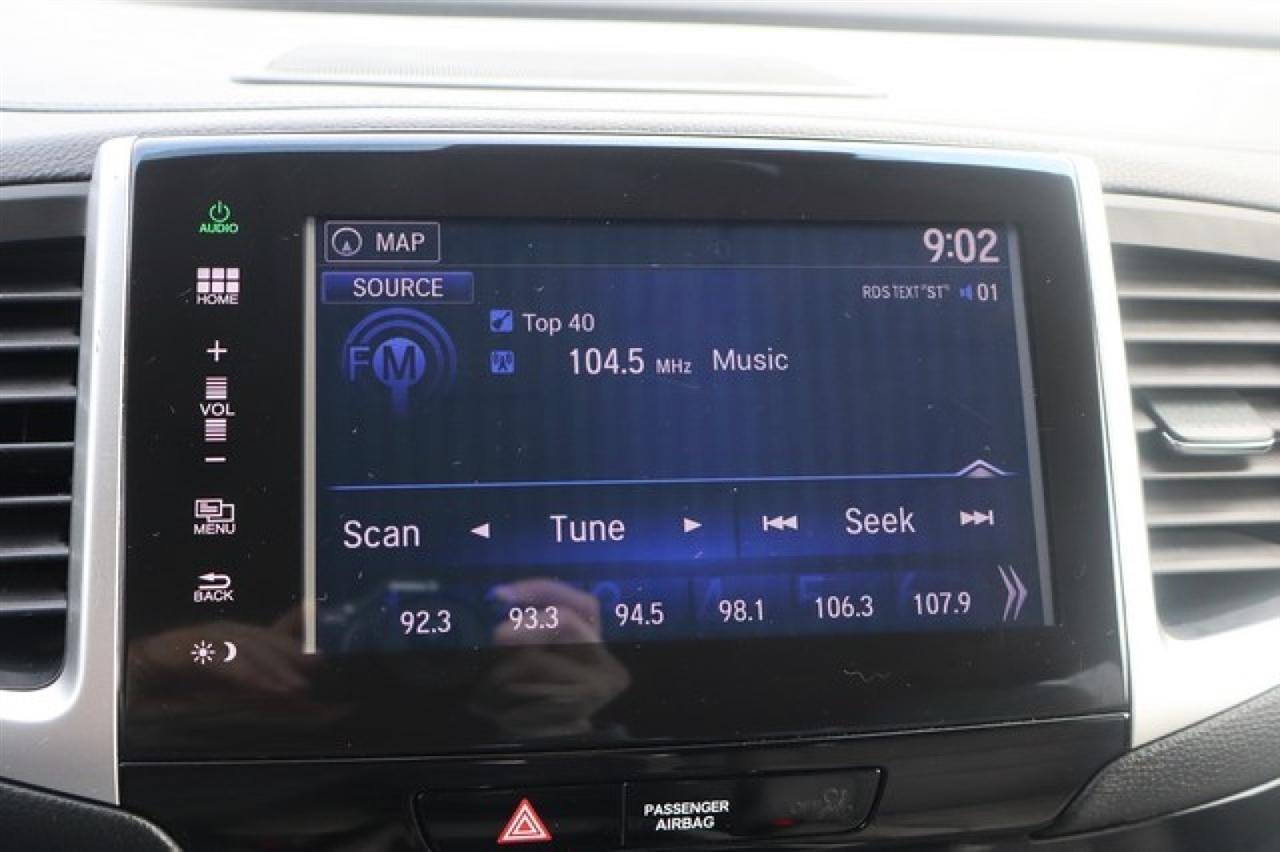 AUDIO
HOME
+
VOL
−
MENU
BACK
MAP
9:02
SOURCE
RDS TEXT "ST" 01
FM
Top 40
104.5 MHz Music
Scan Tune Seek
92.3 93.3 94.5 98.1 106.3 107.9
PASSENGER
AIRBAG